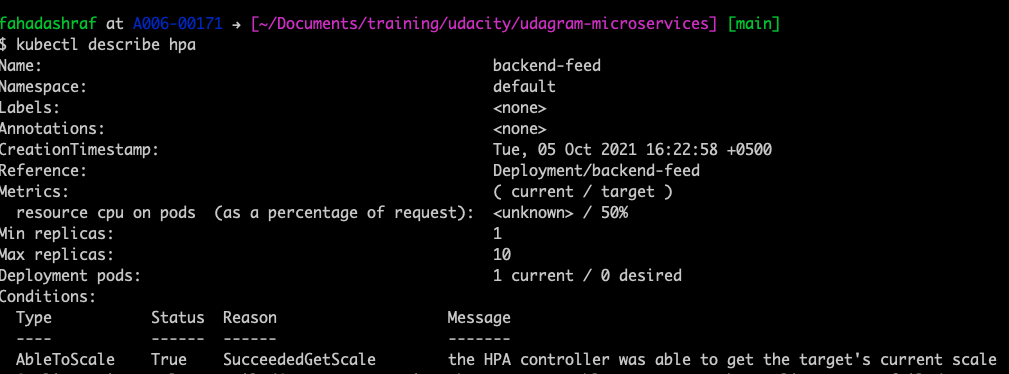 fahadashraf at A006-00171 → [~/Documents/training/udacity/udagram-microservices] [main]
$ kubectl describe hpa
Name: backend-feed
Namespace: default
Labels: <none>
Annotations: <none>
CreationTimestamp: Tue, 05 Oct 2021 16:22:58 +0500
Reference: Deployment/backend-feed
Metrics: ( current / target )
resource cpu on pods (as a percentage of request): <unknown> / 50%
Min replicas: 1
Max replicas: 10
Deployment pods: 1 current / 0 desired
Conditions:
Type Status Reason Message
---- ------ ------ -------
AbleToScale True SucceededGetScale the HPA controller was able to get the target's current scale